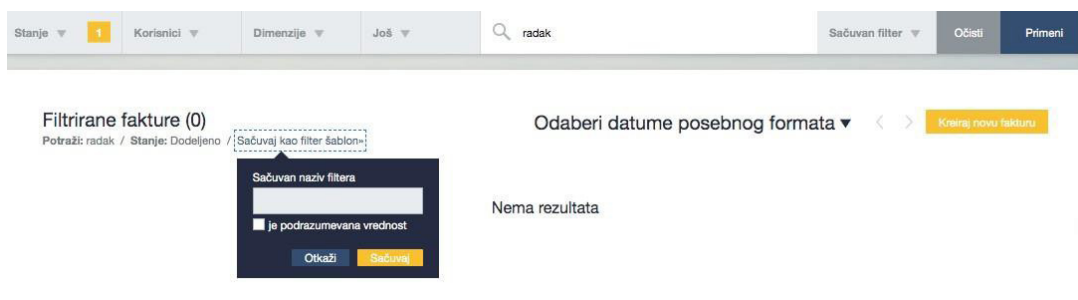 Stanje ▼ 1 Korisnici ▼ Dimenzije ▼ Još ▼ radak Sačuvan filter ▼ Očisti Primeni
Filtrirane fakture (0)
Potraži: radak / Stanje: Dodeljeno / Sačuvaj kao filter šablon»
Odaberi datume posebnog formata ▼ < > Kreiraj novu fakturu
Sačuvan naziv filtera
je podrazumevana vrednost
Otkaži Sačuvaj
Nema rezultata